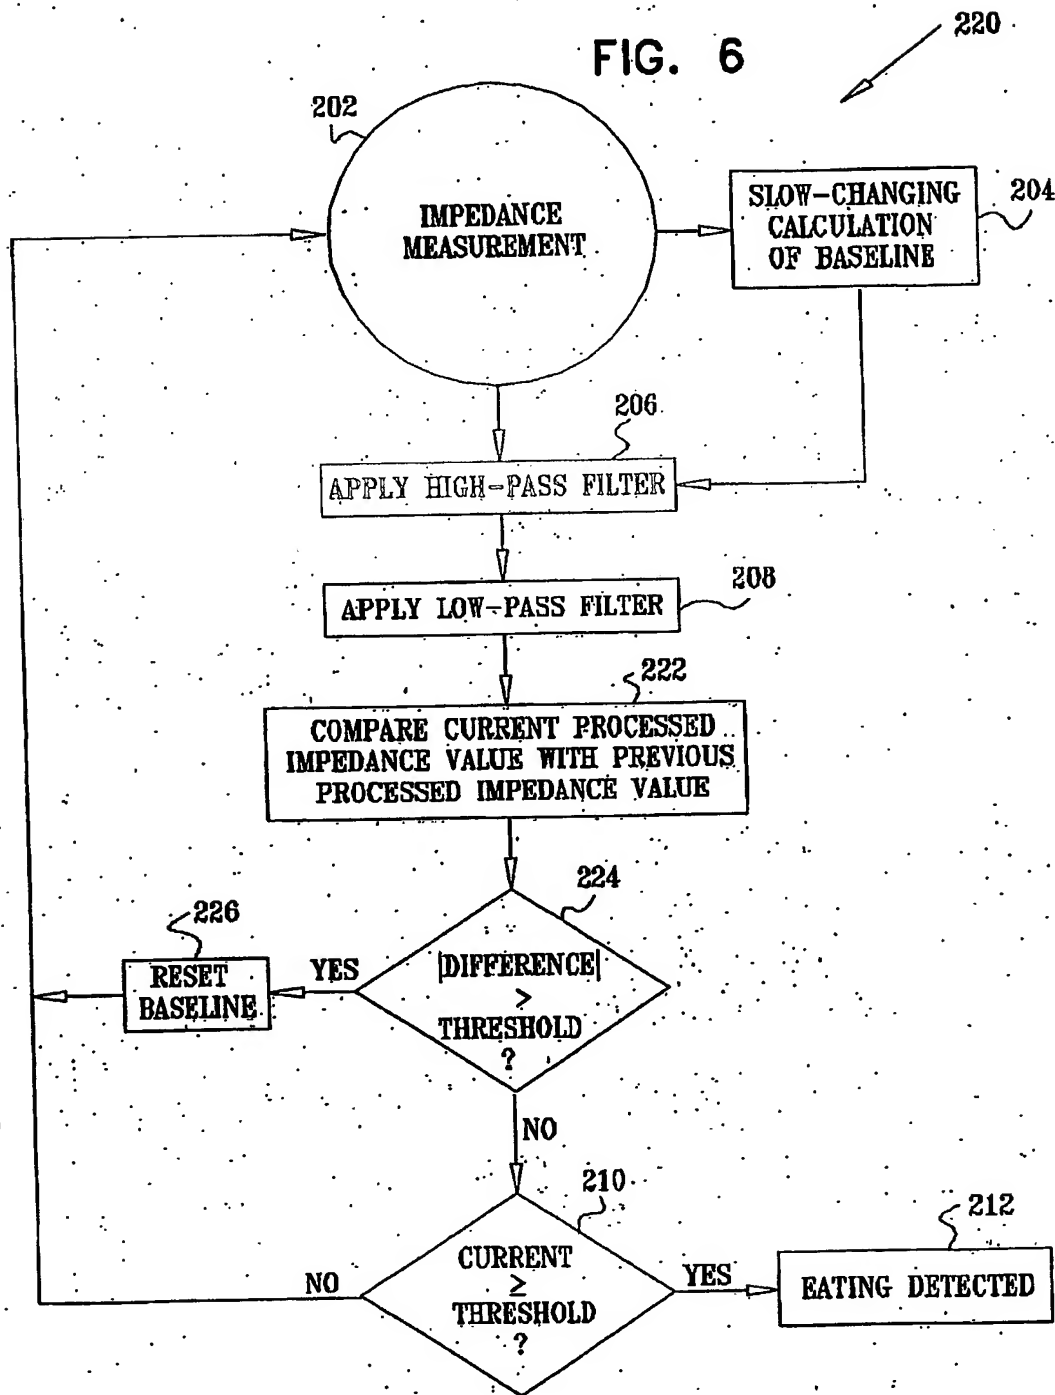 FIG. 6
220
202
IMPEDANCE
MEASUREMENT
SLOW-CHANGING
CALCULATION
OF BASELINE
204
206
APPLY HIGH-PASS FILTER
APPLY LOW-PASS FILTER
208
222
COMPARE CURRENT PROCESSED
IMPEDANCE VALUE WITH PREVIOUS
PROCESSED IMPEDANCE VALUE
224
|DIFFERENCE|
>
THRESHOLD
?
YES
226
RESET
BASELINE
NO
210
CURRENT
≥
THRESHOLD
?
NO
YES
212
EATING DETECTED